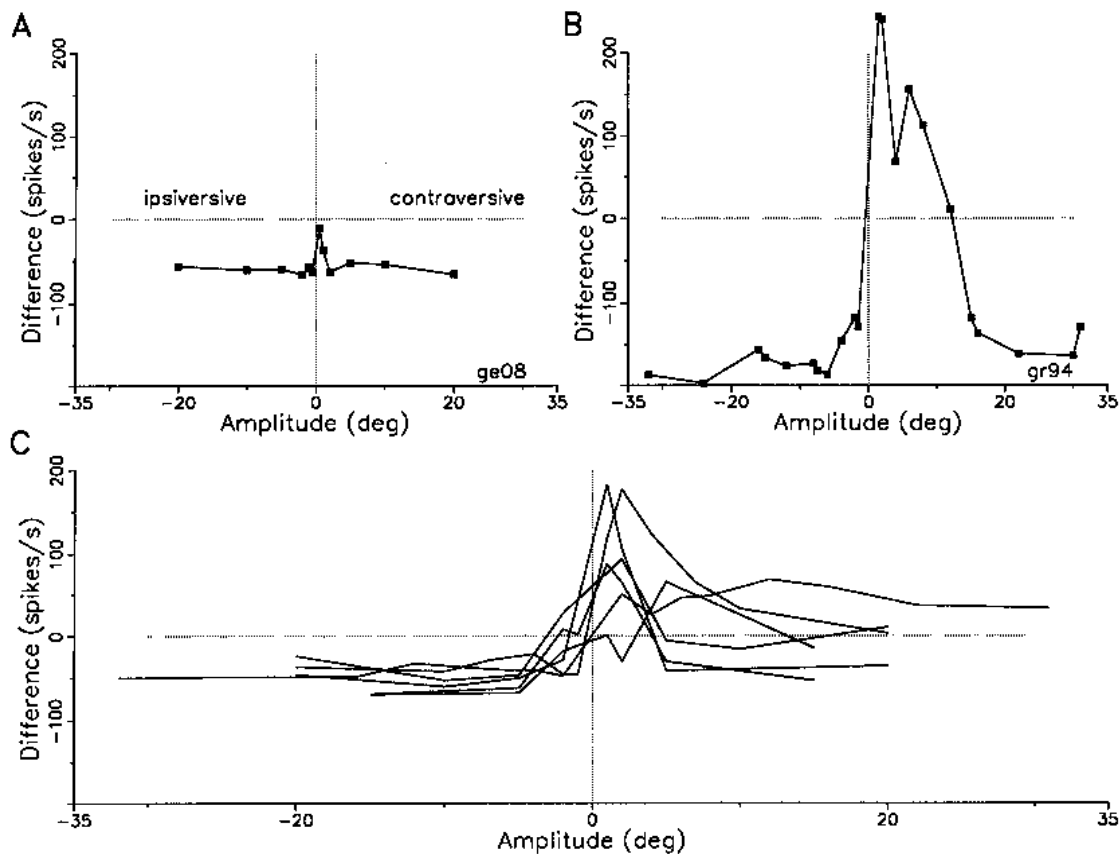 A
Difference (spikes/s)
200
100
0
-100
ipsiversive
contraversive
ge08
-35
-20
0
20
35
Amplitude (deg)
B
Difference (spikes/s)
200
100
0
-100
gr94
-35
-20
0
20
35
Amplitude (deg)
C
Difference (spikes/s)
200
100
0
-100
-35
-20
0
20
35
Amplitude (deg)